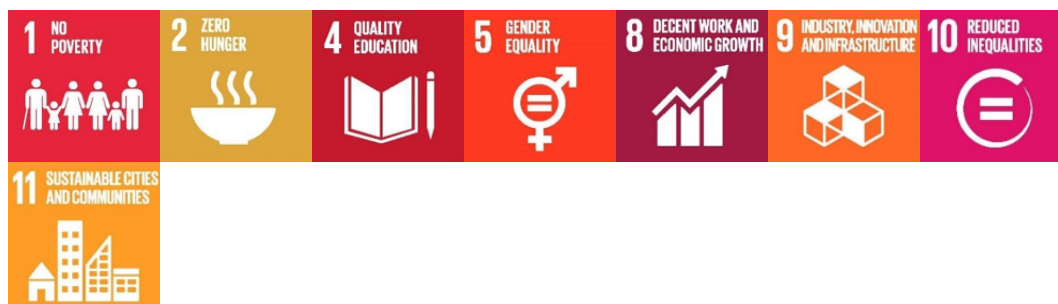 1 NO
POVERTY
2 ZERO
HUNGER
4 QUALITY
EDUCATION
5 GENDER
EQUALITY
8 DECENT WORK AND
ECONOMIC GROWTH
9 INDUSTRY, INNOVATION
AND INFRASTRUCTURE
10 REDUCED
INEQUALITIES
11 SUSTAINABLE CITIES
AND COMMUNITIES